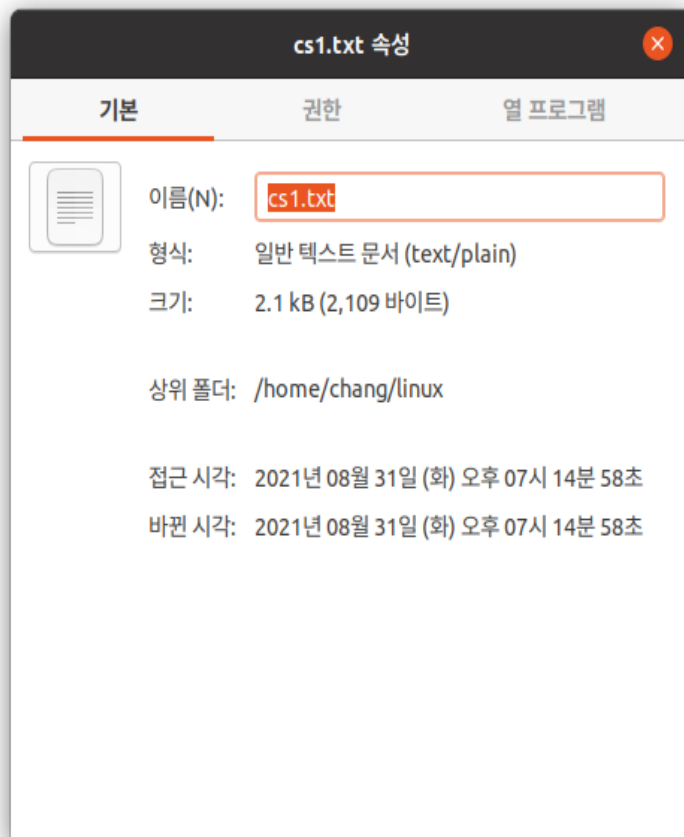 cs1.txt 속성
기본 권한 열 프로그램
이름(N): cs1.txt
형식: 일반 텍스트 문서 (text/plain)
크기: 2.1 kB (2,109 바이트)
상위 폴더: /home/chang/linux
접근 시각: 2021년 08월 31일 (화) 오후 07시 14분 58초
바뀐 시각: 2021년 08월 31일 (화) 오후 07시 14분 58초